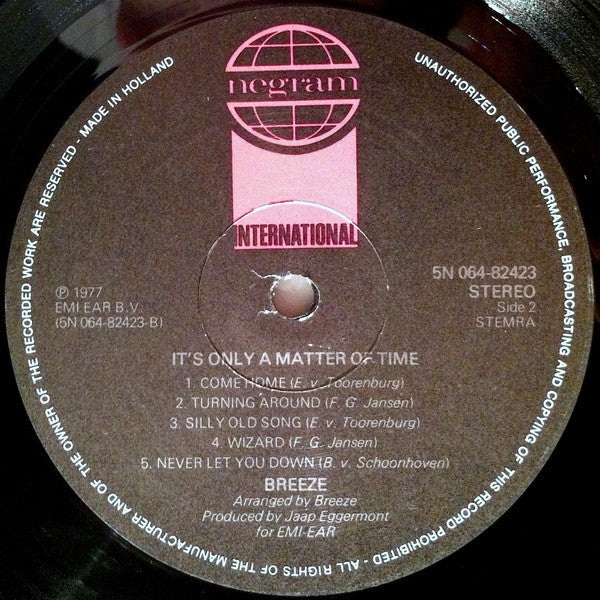 negram
INTERNATIONAL
℗ 1977
EMI EAR B.V.
(5N 064-82423-B)
5N 064-82423
STEREO
Side 2
STEMRA
IT'S ONLY A MATTER OF TIME
1. COME HOME (E. v. Toorenburg)
2. TURNING AROUND (F. G. Jansen)
3. SILLY OLD SONG (E. v. Toorenburg)
4. WIZARD (F. G. Jansen)
5. NEVER LET YOU DOWN (B. v. Schoonhoven)
BREEZE
Arranged by Breeze
Produced by Jaap Eggermont
for EMI-EAR
UNAUTHORIZED PUBLIC PERFORMANCE, BROADCASTING AND COPYING OF THIS RECORD PROHIBITED - ALL RIGHTS OF THE MANUFACTURER AND OF THE OWNER OF THE RECORDED WORK ARE RESERVED - MADE IN HOLLAND